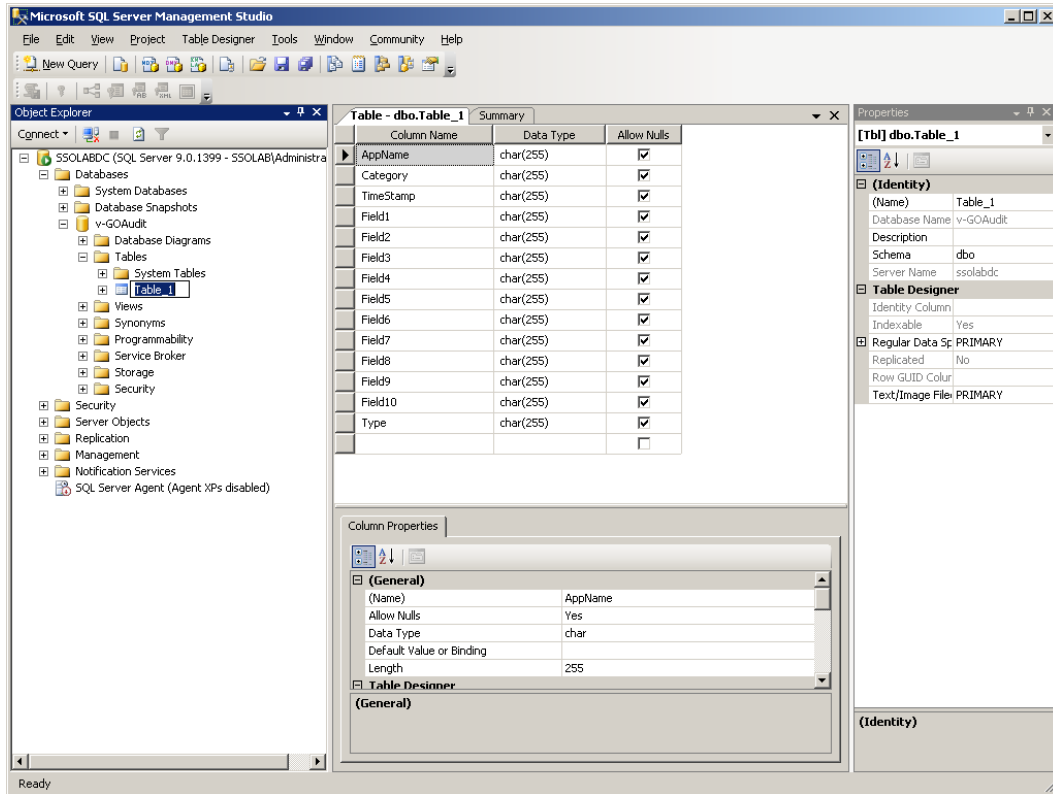 Microsoft SQL Server Management Studio
File Edit View Project Table Designer Tools Window Community Help
New Query
Object Explorer
Connect
SSOLABDC (SQL Server 9.0.1399 - SSOLAB\Administra
Databases
System Databases
Database Snapshots
v-GOAudit
Database Diagrams
Tables
System Tables
Table_1
Views
Synonyms
Programmability
Service Broker
Storage
Security
Security
Server Objects
Replication
Management
Notification Services
SQL Server Agent (Agent XPs disabled)
Table - dbo.Table_1 Summary
Column Name Data Type Allow Nulls
AppName char(255)
Category char(255)
TimeStamp char(255)
Field1 char(255)
Field2 char(255)
Field3 char(255)
Field4 char(255)
Field5 char(255)
Field6 char(255)
Field7 char(255)
Field8 char(255)
Field9 char(255)
Field10 char(255)
Type char(255)
Column Properties
(General)
(Name) AppName
Allow Nulls Yes
Data Type char
Default Value or Binding
Length 255
Table Designer
(General)
Properties
[Tbl] dbo.Table_1
(Identity)
(Name) Table_1
Database Name v-GOAudit
Description
Schema dbo
Server Name ssolabdc
Table Designer
Identity Column
Indexable Yes
Regular Data Sp PRIMARY
Replicated No
Row GUID Colur
Text/Image File PRIMARY
(Identity)
Ready